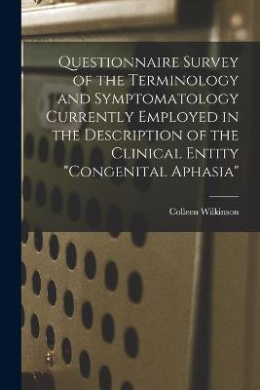 Questionnaire Survey
of the Terminology
and Symptomatology
Currently Employed in
the Description of the
Clinical Entity
"Congenital Aphasia"
Colleen Wilkinson